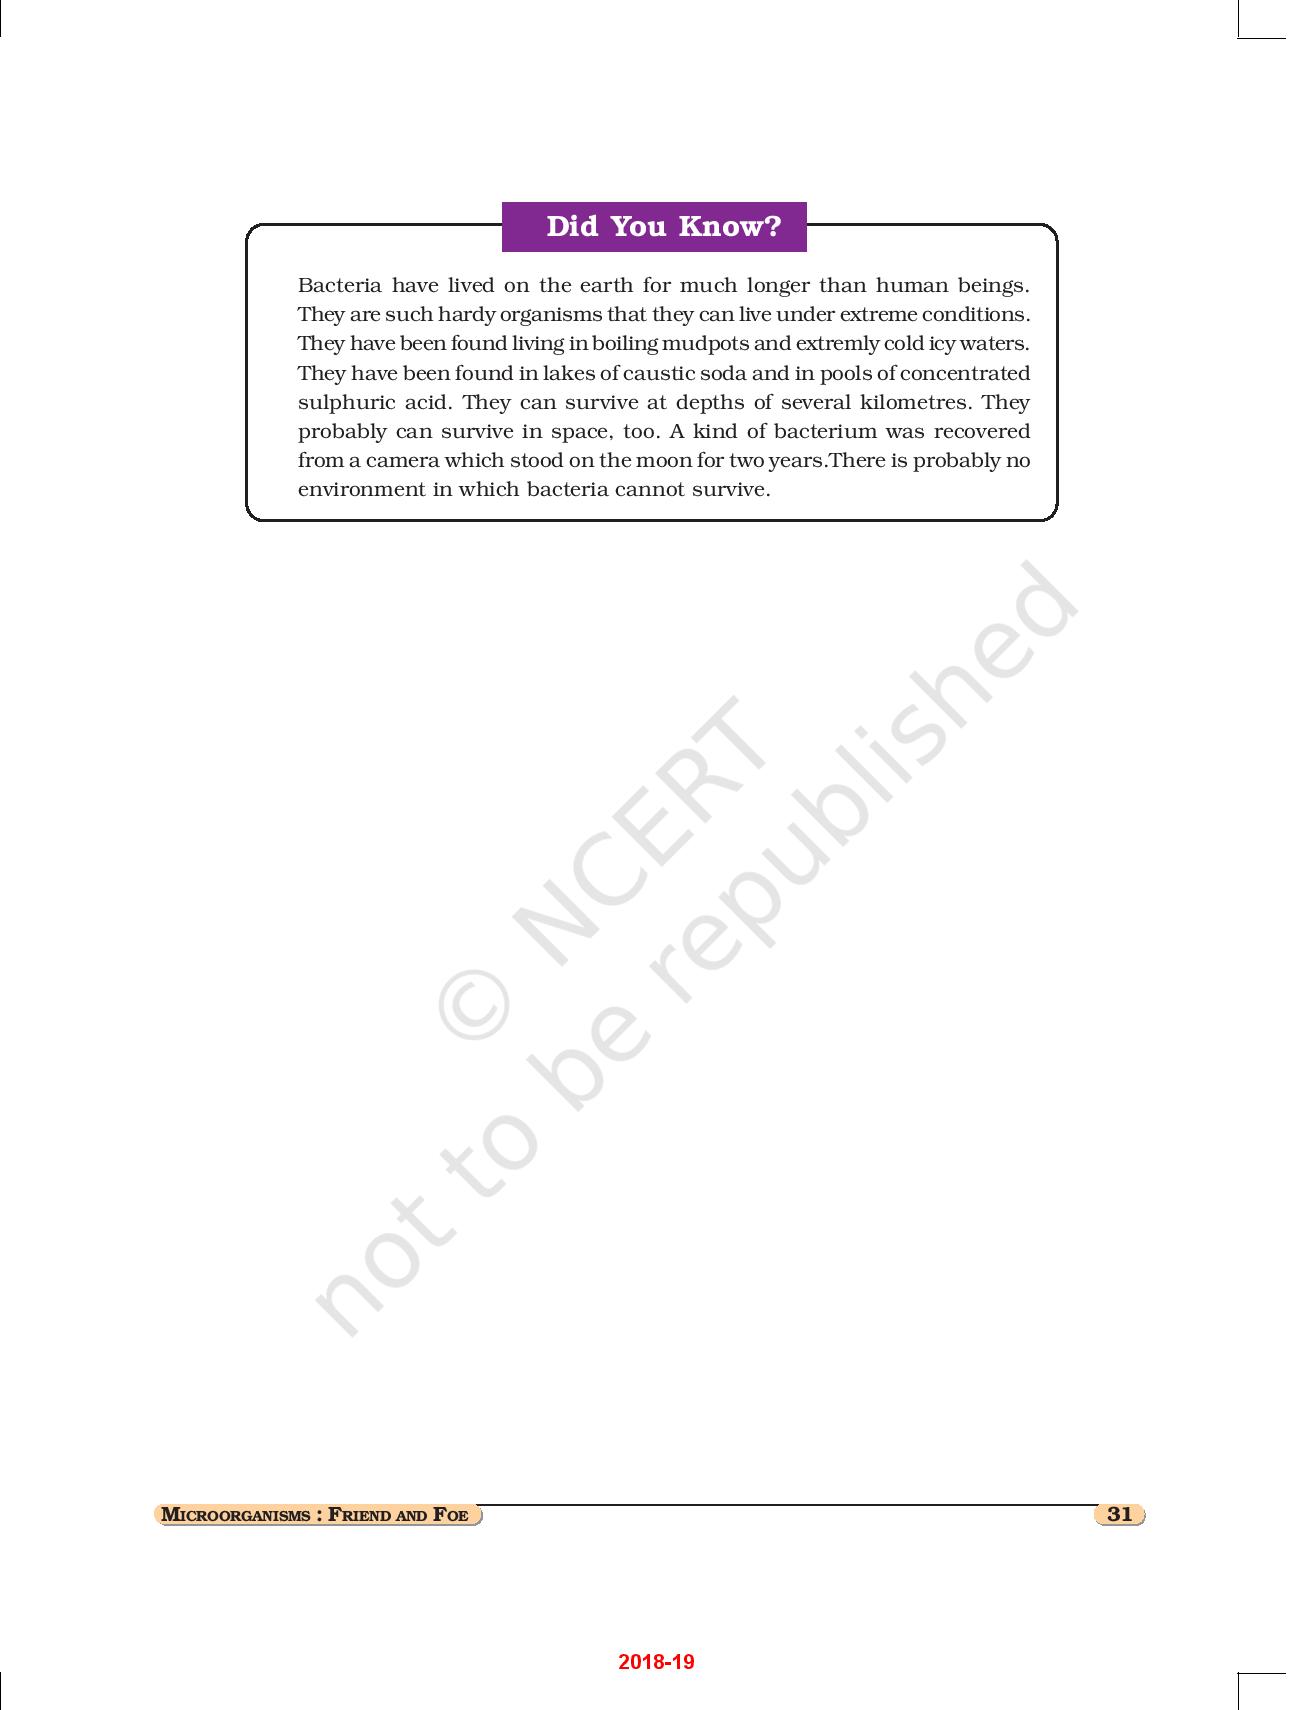 Did You Know?
Bacteria have lived on the earth for much longer than human beings.
They are such hardy organisms that they can live under extreme conditions.
They have been found living in boiling mudpots and extremly cold icy waters.
They have been found in lakes of caustic soda and in pools of concentrated
sulphuric acid. They can survive at depths of several kilometres. They
probably can survive in space, too. A kind of bacterium was recovered
from a camera which stood on the moon for two years.There is probably no
environment in which bacteria cannot survive.
© NCERT
not to be republished
MICROORGANISMS : FRIEND AND FOE
31
2018-19